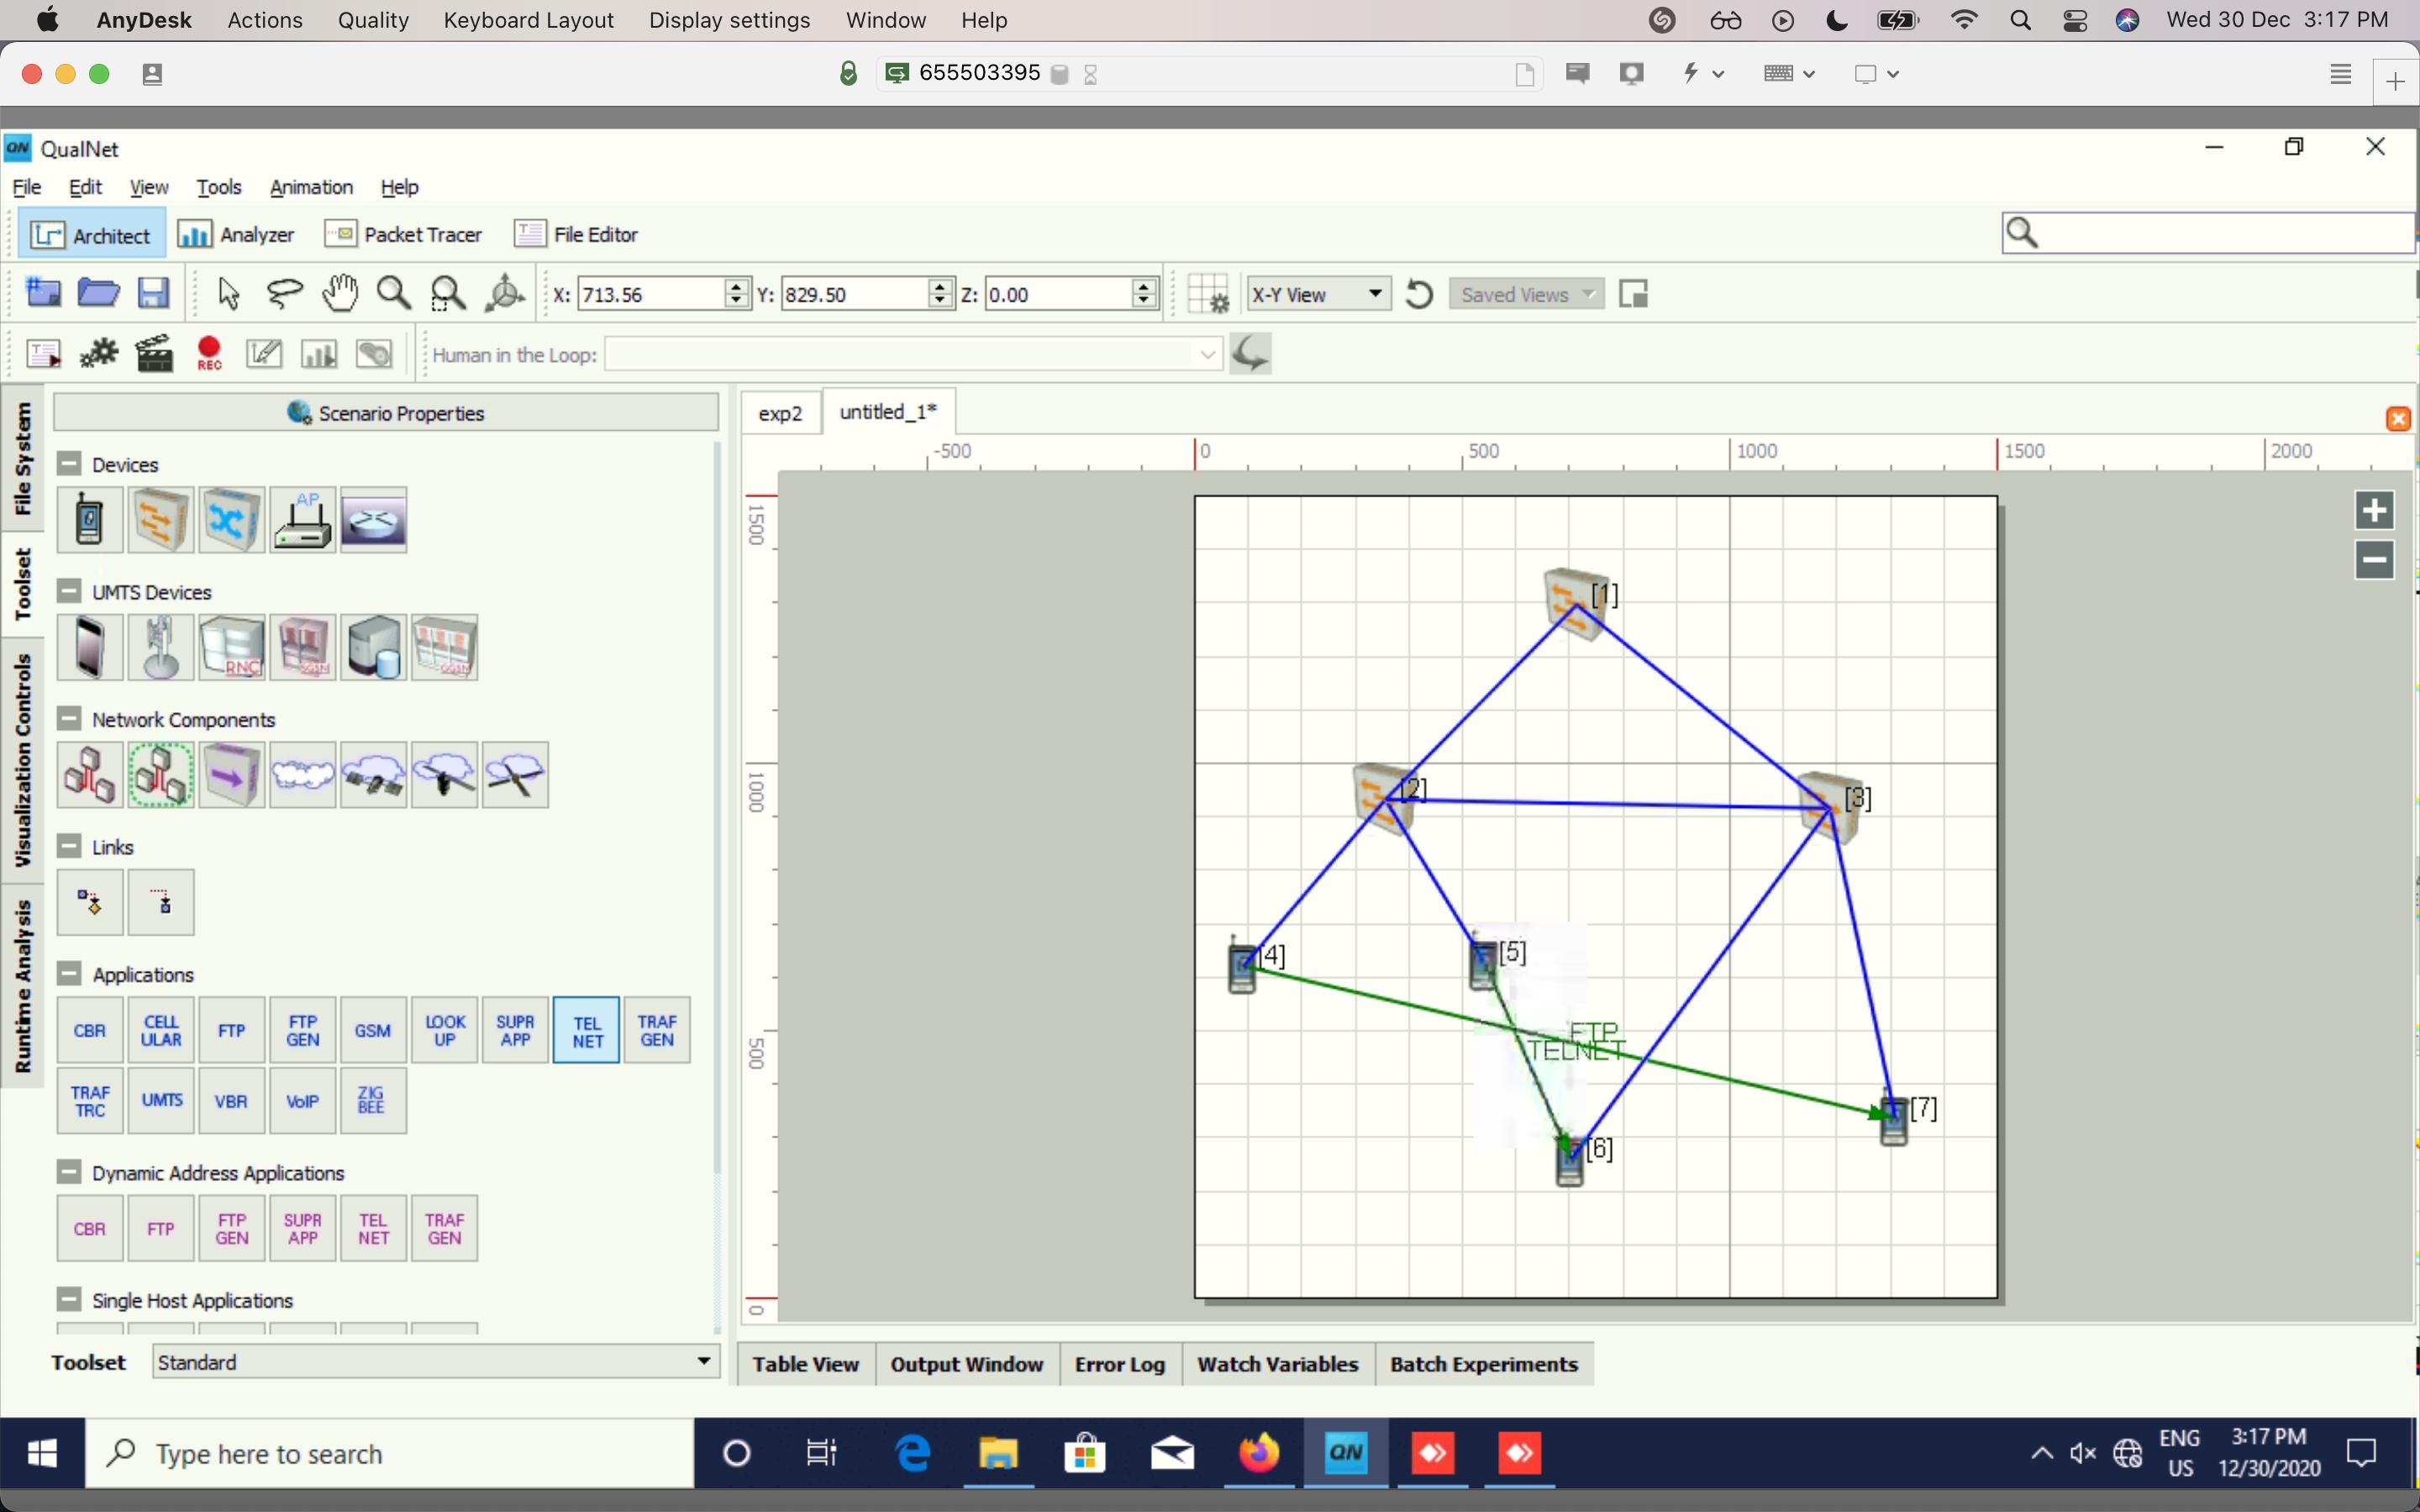 AnyDesk Actions Quality Keyboard Layout Display settings Window Help Wed 30 Dec 3:17 PM
655503395
QN QualNet
File Edit View Tools Animation Help
Architect Analyzer Packet Tracer File Editor
X: 713.56 Y: 829.50 Z: 0.00 X-Y View Saved Views
REC Human in the Loop:
File System
Toolset
Visualization Controls
Runtime Analysis
Scenario Properties
Devices
AP
UMTS Devices
RNC
Network Components
Links
Applications
CBR CELL ULAR FTP FTP GEN GSM LOOK UP SUPR APP TEL NET TRAF GEN
TRAF TRC UMTS VBR VoIP ZIG BEE
Dynamic Address Applications
CBR FTP FTP GEN SUPR APP TEL NET TRAF GEN
Single Host Applications
Toolset Standard
exp2 untitled_1*
-500 0 500 1000 1500 2000
1500
1000
500
0
[1]
[2]
[3]
[4]
[5]
FTP
TELNET
[7]
[6]
Table View Output Window Error Log Watch Variables Batch Experiments
Type here to search
QN
ENG
US
3:17 PM
12/30/2020